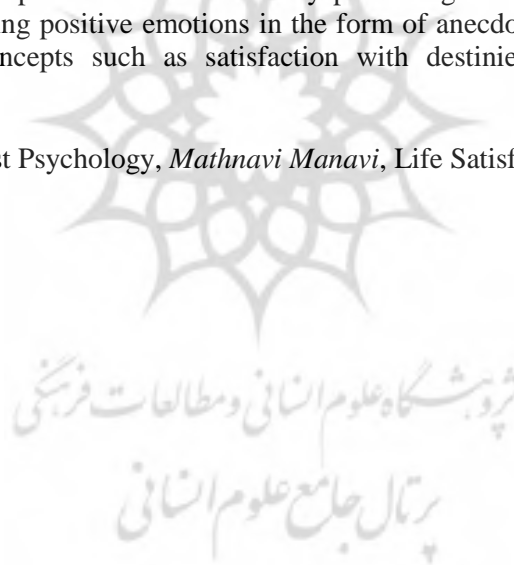 ing positive emotions in the form of anecdo
ncepts such as satisfaction with destinie
st Psychology, Mathnavi Manavi, Life Satisf
پژوهشگاه علوم انسانی و مطالعات فرهنگی
پرتال جامع علوم انسانی